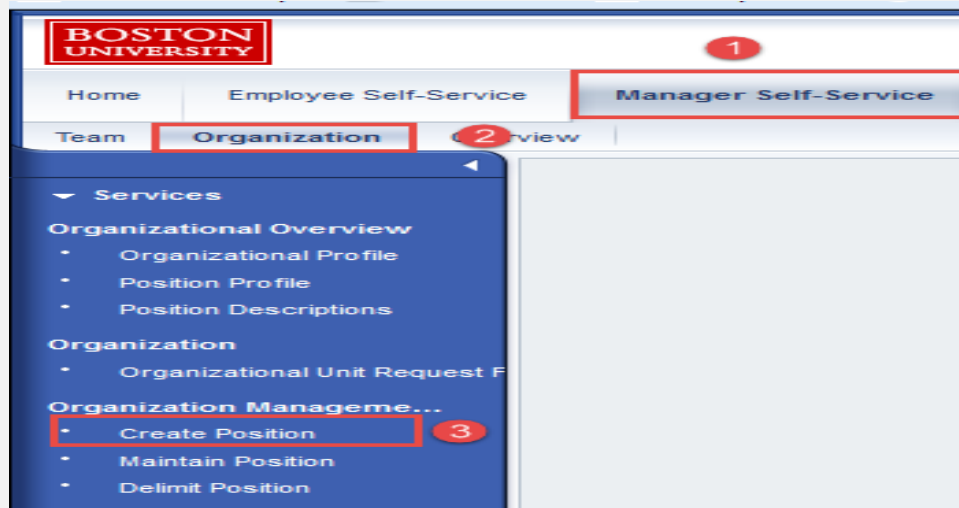 BOSTON
UNIVERSITY
1
Home Employee Self-Service Manager Self-Service
Team Organization 2 view
Services
Organizational Overview
• Organizational Profile
• Position Profile
• Position Descriptions
Organization
• Organizational Unit Request F
Organization Manageme...
• Create Position 3
• Maintain Position
• Delimit Position